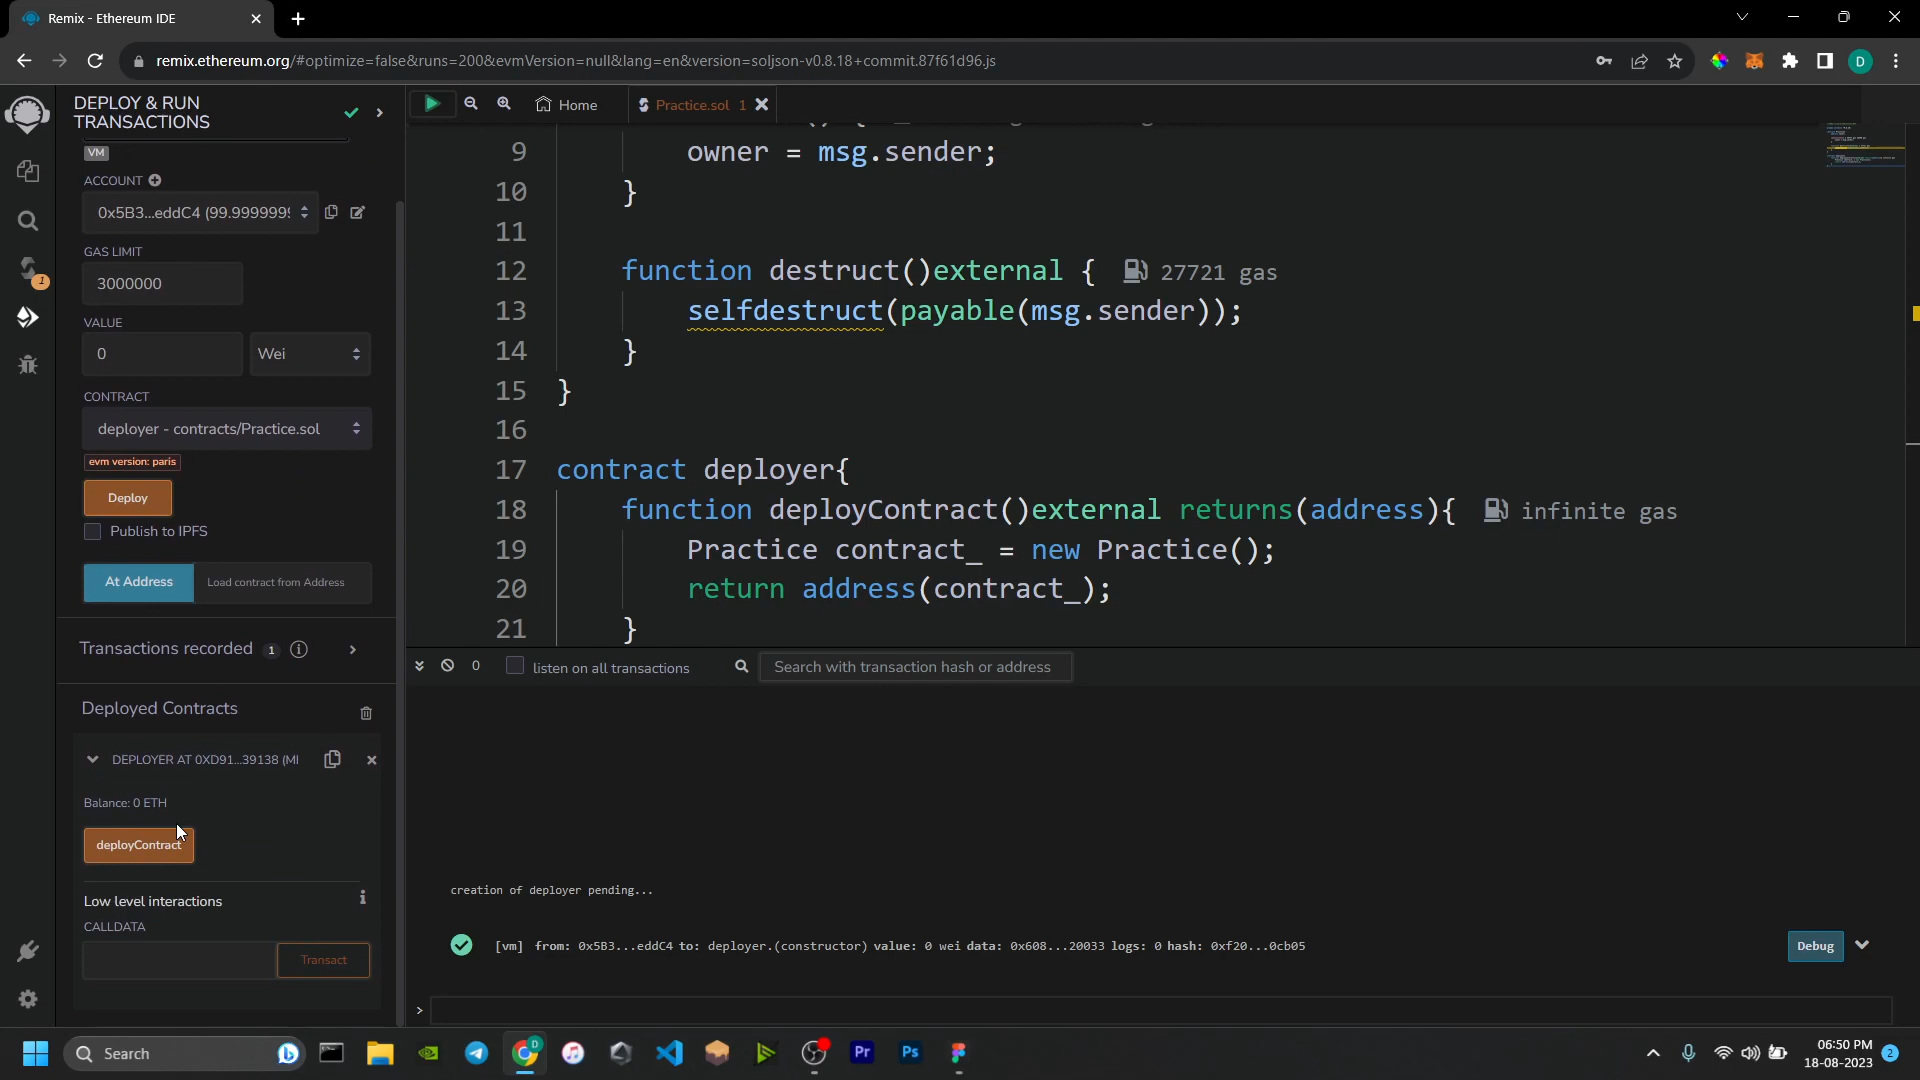 Remix - Ethereum IDE
remix.ethereum.org/#optimize=false&runs=200&evmVersion=null&lang=en&version=soljson-v0.8.18+commit.87f61d96.js
D
DEPLOY & RUN
TRANSACTIONS
VM
ACCOUNT
0x5B3...eddC4 (99.9999999
GAS LIMIT
3000000
VALUE
0
Wei
CONTRACT
deployer - contracts/Practice.sol
evm version: paris
Deploy
Publish to IPFS
At Address
Load contract from Address
Transactions recorded 1 i
Deployed Contracts
DEPLOYER AT 0XD91...39138 (ME
Balance: 0 ETH
deployContract
Low level interactions
i
CALLDATA
Transact
1
Home
Practice.sol 1
9 owner = msg.sender;
10 }
11
12 function destruct()external { 27721 gas
13 selfdestruct(payable(msg.sender));
14 }
15 }
16
17 contract deployer{
18 function deployContract()external returns(address){ infinite gas
19 Practice contract_ = new Practice();
20 return address(contract_);
21 }
0
listen on all transactions
Search with transaction hash or address
creation of deployer pending...
[vm] from: 0x5B3...eddC4 to: deployer.(constructor) value: 0 wei data: 0x608...20033 logs: 0 hash: 0xf20...0cb05
Debug
>
Search
D
Pr
Ps
06:50 PM
18-08-2023
2